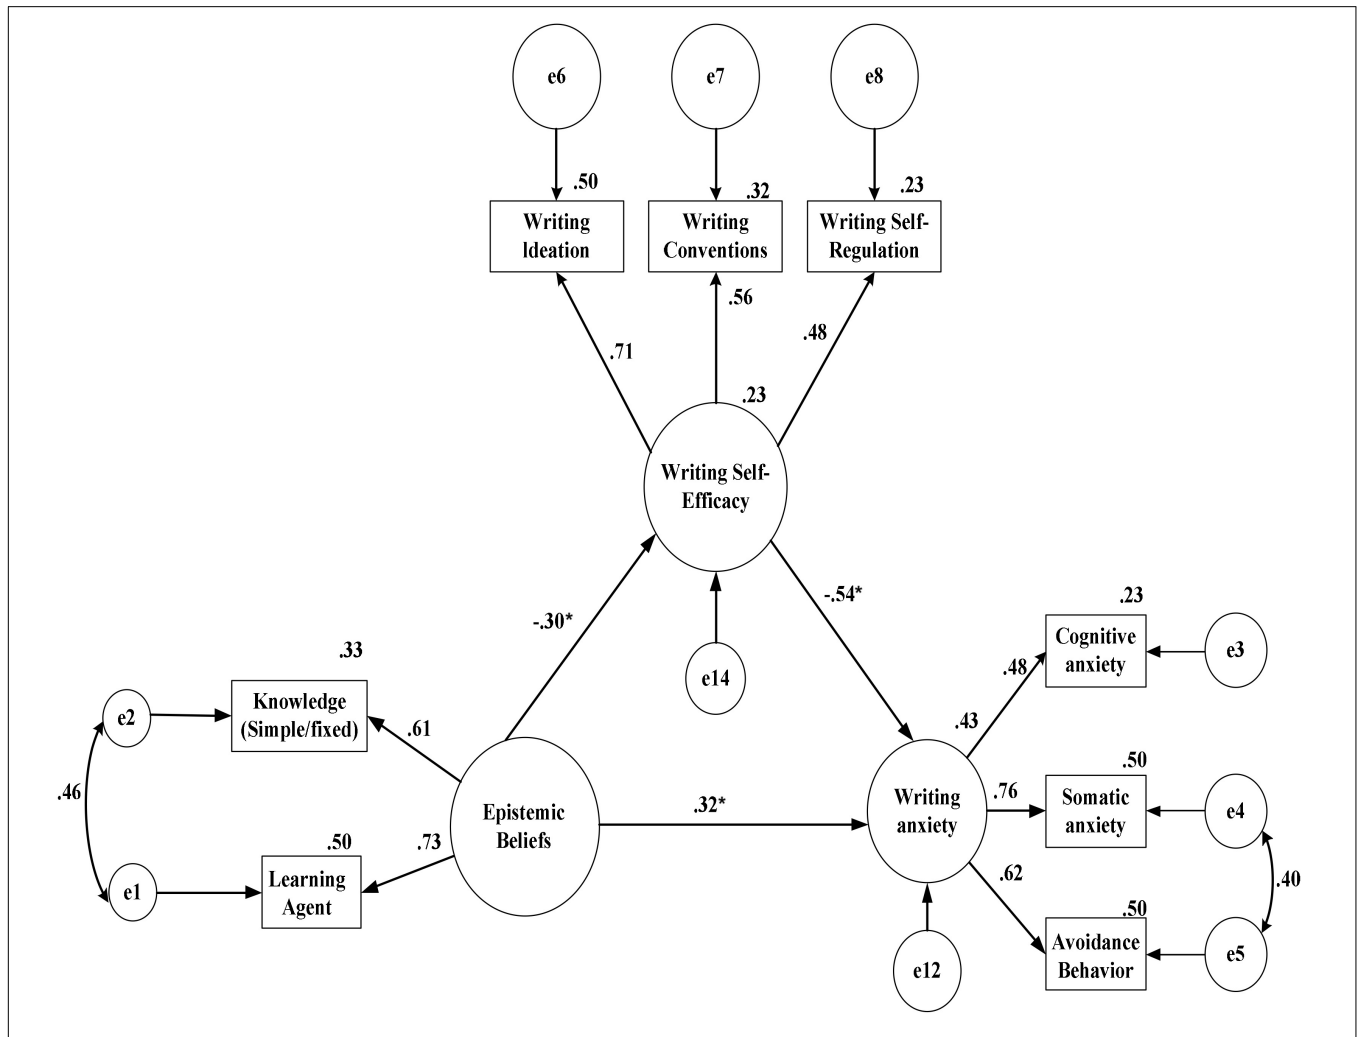 e6
e7
e8
.50
.32
.23
Writing
Ideation
Writing
Conventions
Writing Self-
Regulation
.56
.48
.71
.23
Writing Self-
Efficacy
-.30*
-.54*
.23
e14
Cognitive
anxiety
e3
.48
.33
Knowledge
(Simple/fixed)
e2
.61
.43
.46
.50
Epistemic
Beliefs
.32*
Writing
anxiety
.76
Somatic
anxiety
e4
.50
.73
Learning
Agent
e1
.62
.40
.50
Avoidance
Behavior
e5
e12